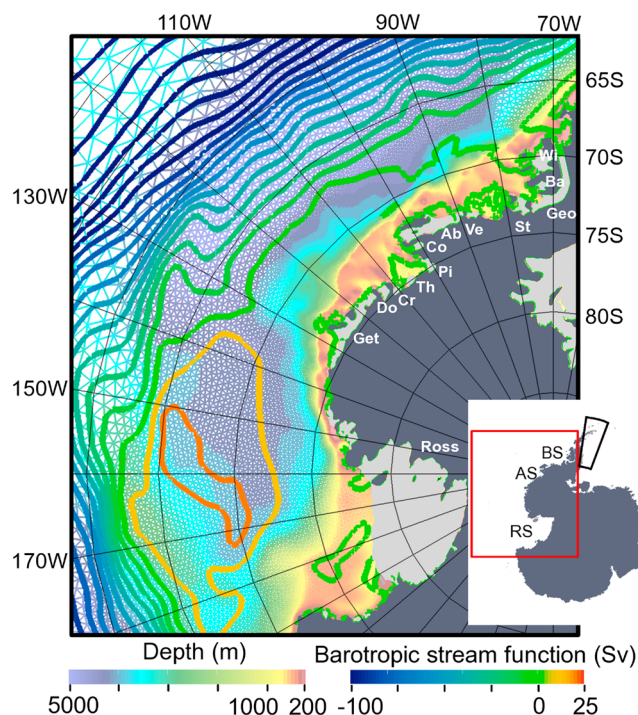 110W 90W 70W
65S
70S
75S
80S
130W
150W
170W
Wi
Ba
Geo
Ab Ve St
Co
Pi
Th
Cr
Do
Get
Ross
BS
AS
RS
Depth (m) Barotropic stream function (Sv)
5000 1000 200 -100 0 25